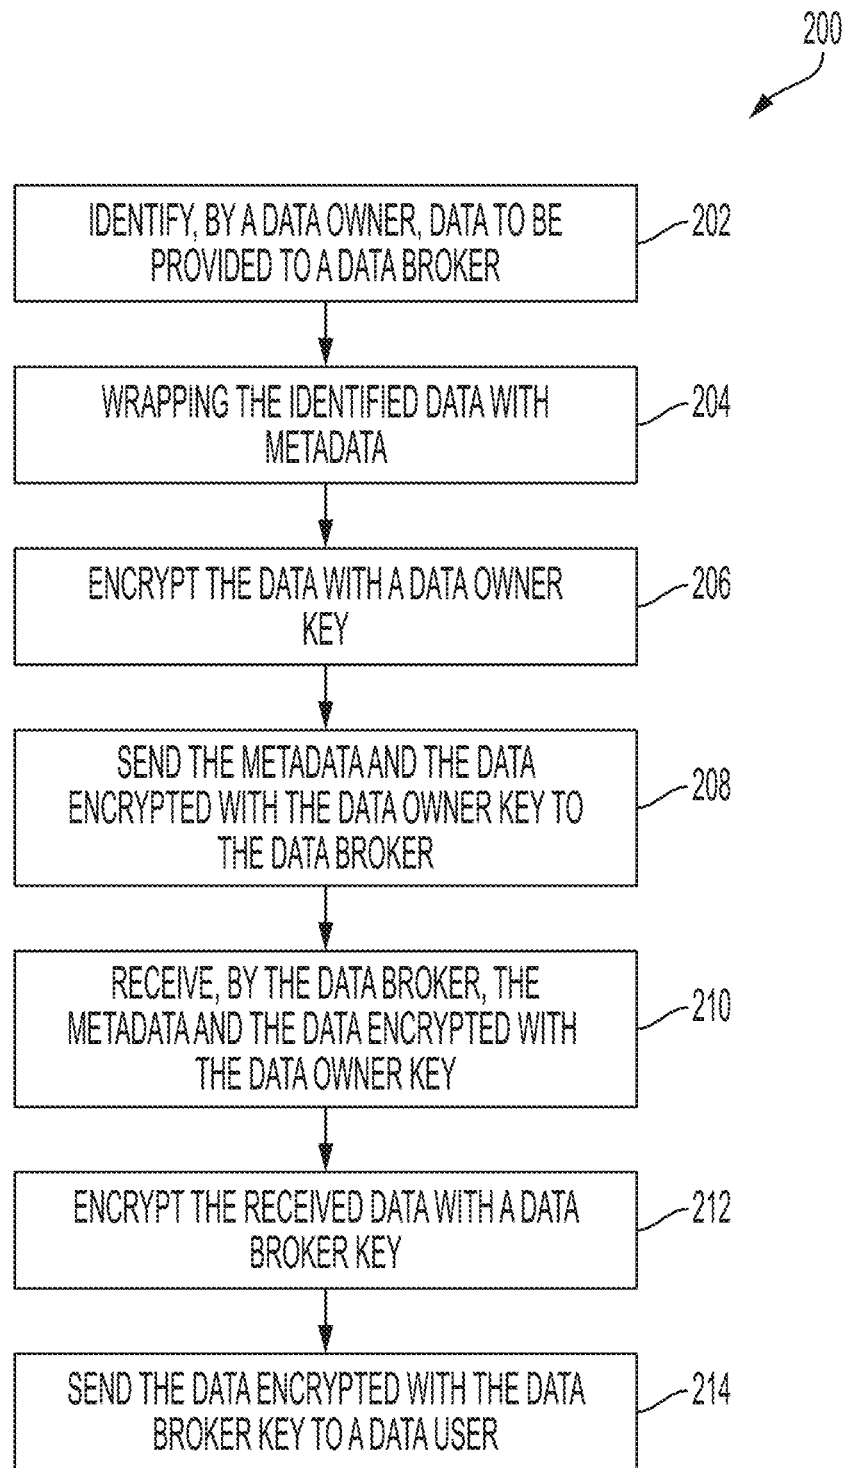 200
IDENTIFY, BY A DATA OWNER, DATA TO BE
PROVIDED TO A DATA BROKER
202
WRAPPING THE IDENTIFIED DATA WITH
METADATA
204
ENCRYPT THE DATA WITH A DATA OWNER
KEY
206
SEND THE METADATA AND THE DATA
ENCRYPTED WITH THE DATA OWNER KEY TO
THE DATA BROKER
208
RECEIVE, BY THE DATA BROKER, THE
METADATA AND THE DATA ENCRYPTED WITH
THE DATA OWNER KEY
210
ENCRYPT THE RECEIVED DATA WITH A DATA
BROKER KEY
212
SEND THE DATA ENCRYPTED WITH THE DATA
BROKER KEY TO A DATA USER
214